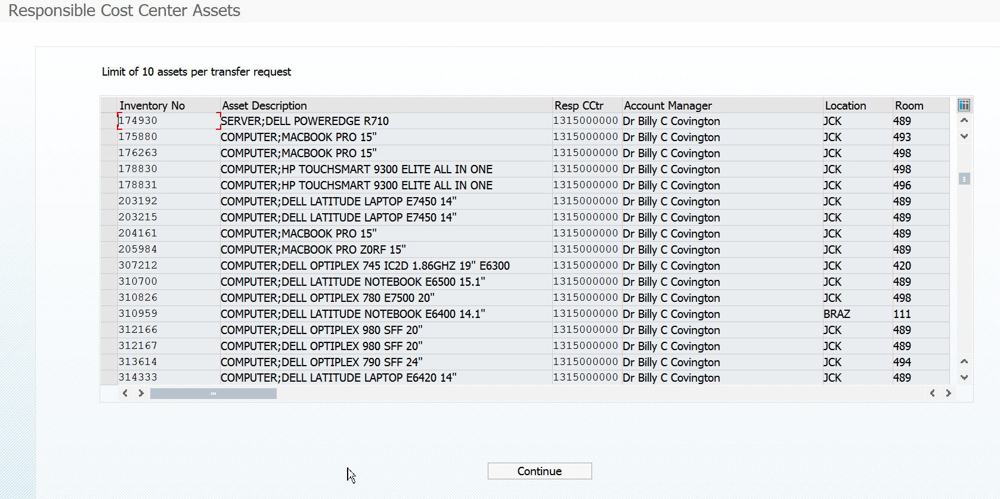 Responsible Cost Center Assets
Limit of 10 assets per transfer request
Inventory No Asset Description Resp CCtr Account Manager Location Room
174930 SERVER;DELL POWEREDGE R710 1315000000 Dr Billy C Covington JCK 489
175880 COMPUTER;MACBOOK PRO 15" 1315000000 Dr Billy C Covington JCK 493
176263 COMPUTER;MACBOOK PRO 15" 1315000000 Dr Billy C Covington JCK 498
178830 COMPUTER;HP TOUCHSMART 9300 ELITE ALL IN ONE 1315000000 Dr Billy C Covington JCK 498
178831 COMPUTER;HP TOUCHSMART 9300 ELITE ALL IN ONE 1315000000 Dr Billy C Covington JCK 496
203192 COMPUTER;DELL LATITUDE LAPTOP E7450 14" 1315000000 Dr Billy C Covington JCK 489
203215 COMPUTER;DELL LATITUDE LAPTOP E7450 14" 1315000000 Dr Billy C Covington JCK 489
204161 COMPUTER;MACBOOK PRO 15" 1315000000 Dr Billy C Covington JCK 489
205984 COMPUTER;MACBOOK PRO Z0RF 15" 1315000000 Dr Billy C Covington JCK 489
307212 COMPUTER;DELL OPTIPLEX 745 IC2D 1.86GHZ 19" E6300 1315000000 Dr Billy C Covington JCK 420
310700 COMPUTER;DELL LATITUDE NOTEBOOK E6500 15.1" 1315000000 Dr Billy C Covington JCK 489
310826 COMPUTER;DELL OPTIPLEX 780 E7500 20" 1315000000 Dr Billy C Covington JCK 498
310959 COMPUTER;DELL LATITUDE NOTEBOOK E6400 14.1" 1315000000 Dr Billy C Covington BRAZ 111
312166 COMPUTER;DELL OPTIPLEX 980 SFF 20" 1315000000 Dr Billy C Covington JCK 489
312167 COMPUTER;DELL OPTIPLEX 980 SFF 20" 1315000000 Dr Billy C Covington JCK 489
313614 COMPUTER;DELL OPTIPLEX 790 SFF 24" 1315000000 Dr Billy C Covington JCK 494
314333 COMPUTER;DELL LATITUDE LAPTOP E6420 14" 1315000000 Dr Billy C Covington JCK 489
Continue